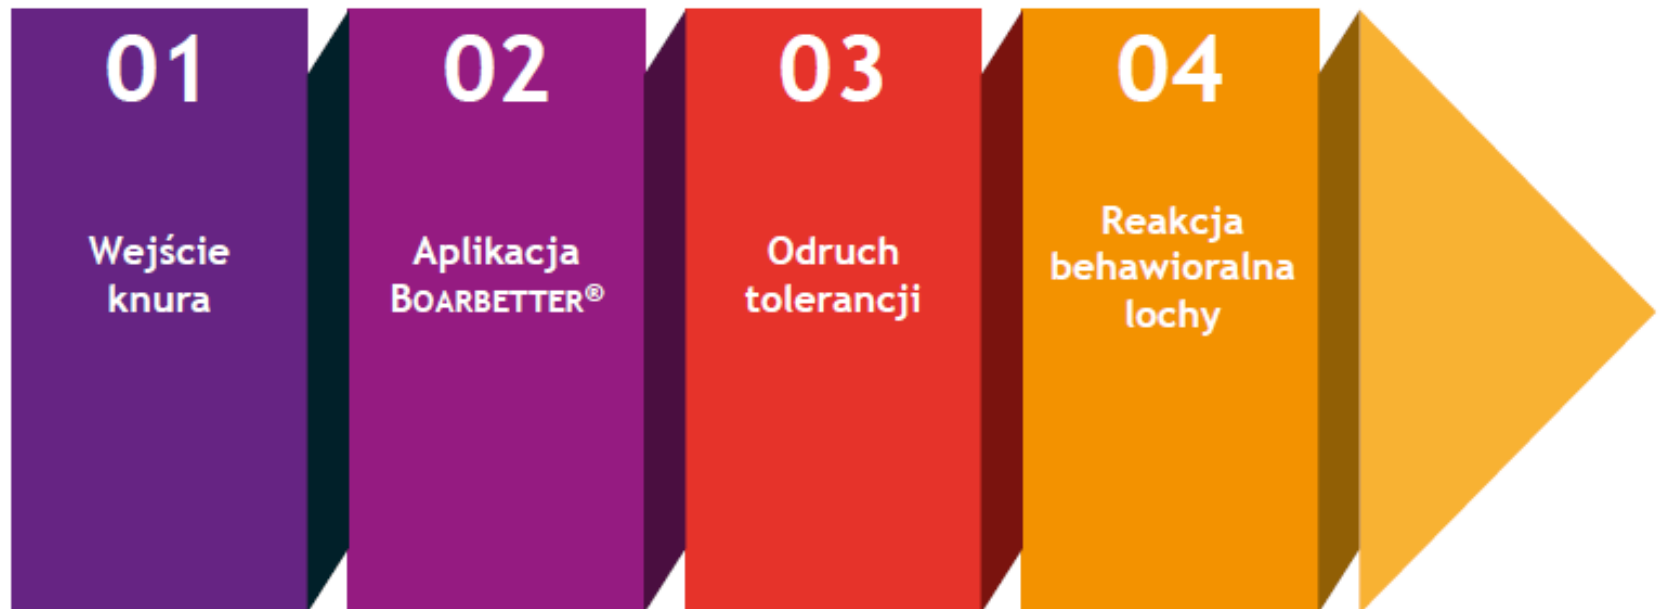 01
Wejście
knura
02
Aplikacja
BOARBETTER®
03
Odruch
tolerancji
04
Reakcja
behawioralna
lochy